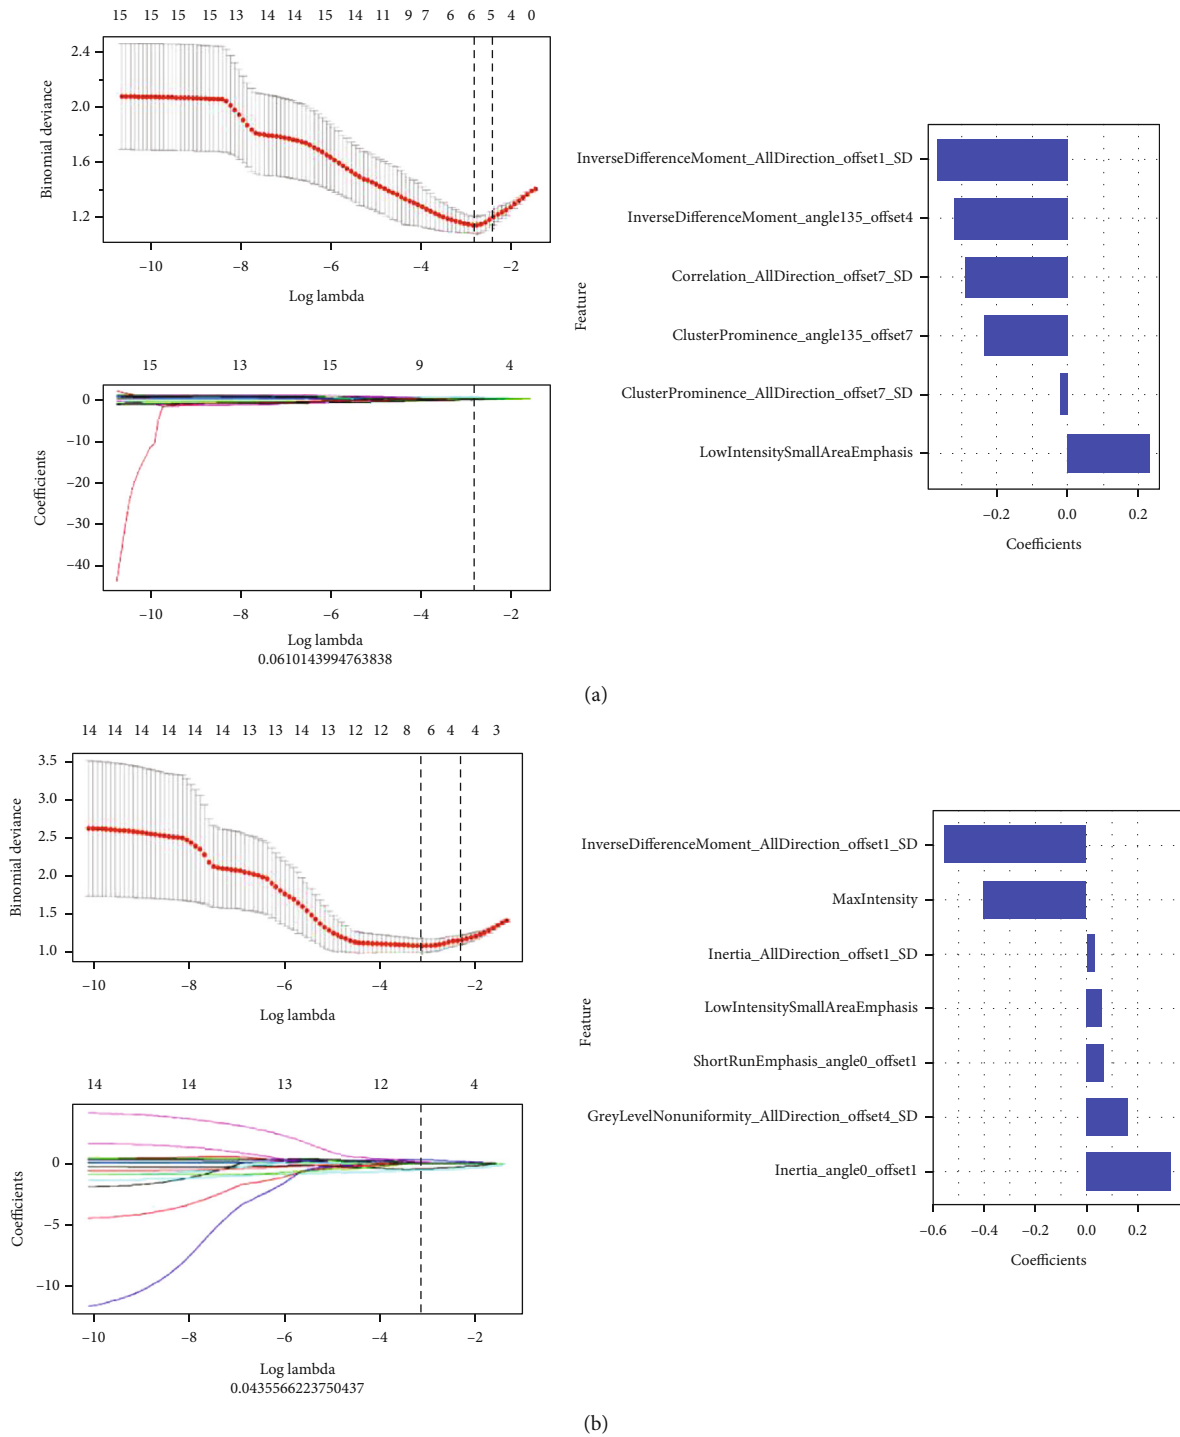 15 15 15 15 13 14 14 15 14 11 9 7 6 6 5 4 0
2.4
2.0
1.6
1.2
Binomial deviance
−10 −8 −6 −4 −2
Log lambda
15 13 15 9 4
0
−10
−20
−30
−40
Coefficients
−10 −8 −6 −4 −2
Log lambda
0.0610143994763838
InverseDifferenceMoment_AllDirection_offset1_SD
InverseDifferenceMoment_angle135_offset4
Correlation_AllDirection_offset7_SD
ClusterProminence_angle135_offset7
ClusterProminence_AllDirection_offset7_SD
LowIntensitySmallAreaEmphasis
Feature
−0.2 0.0 0.2
Coefficients
(a)
14 14 14 14 14 14 13 13 14 13 12 12 8 6 4 4 3
3.5
3.0
2.5
2.0
1.5
1.0
Binomial deviance
−10 −8 −6 −4 −2
Log lambda
14 14 13 12 4
0
−5
−10
Coefficients
−10 −8 −6 −4 −2
Log lambda
0.0435566223750437
InverseDifferenceMoment_AllDirection_offset1_SD
MaxIntensity
Inertia_AllDirection_offset1_SD
LowIntensitySmallAreaEmphasis
ShortRunEmphasis_angle0_offset1
GreyLevelNonuniformity_AllDirection_offset4_SD
Inertia_angle0_offset1
Feature
−0.6 −0.4 −0.2 0.0 0.2
Coefficients
(b)